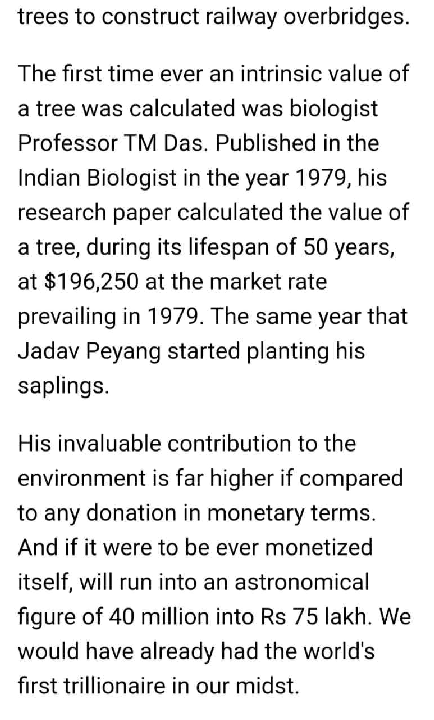 trees to construct railway overbridges.
The first time ever an intrinsic value of
a tree was calculated was biologist
Professor TM Das. Published in the
Indian Biologist in the year 1979, his
research paper calculated the value of
a tree, during its lifespan of 50 years,
at $196,250 at the market rate
prevailing in 1979. The same year that
Jadav Peyang started planting his
saplings.
His invaluable contribution to the
environment is far higher if compared
to any donation in monetary terms.
And if it were to be ever monetized
itself, will run into an astronomical
figure of 40 million into Rs 75 lakh. We
would have already had the world's
first trillionaire in our midst.